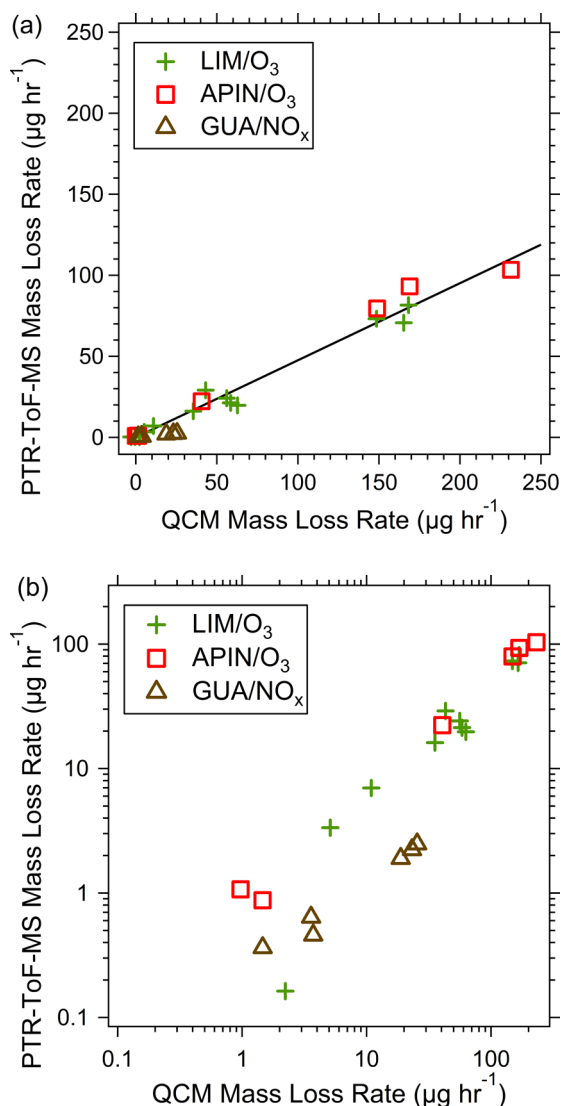 (a)
250
200
150
100
50
0
PTR-ToF-MS Mass Loss Rate (µg hr⁻¹)
LIM/O₃
APIN/O₃
GUA/NOₓ
0 50 100 150 200 250
QCM Mass Loss Rate (µg hr⁻¹)
(b)
100
10
1
0.1
PTR-ToF-MS Mass Loss Rate (µg hr⁻¹)
LIM/O₃
APIN/O₃
GUA/NOₓ
0.1 1 10 100
QCM Mass Loss Rate (µg hr⁻¹)